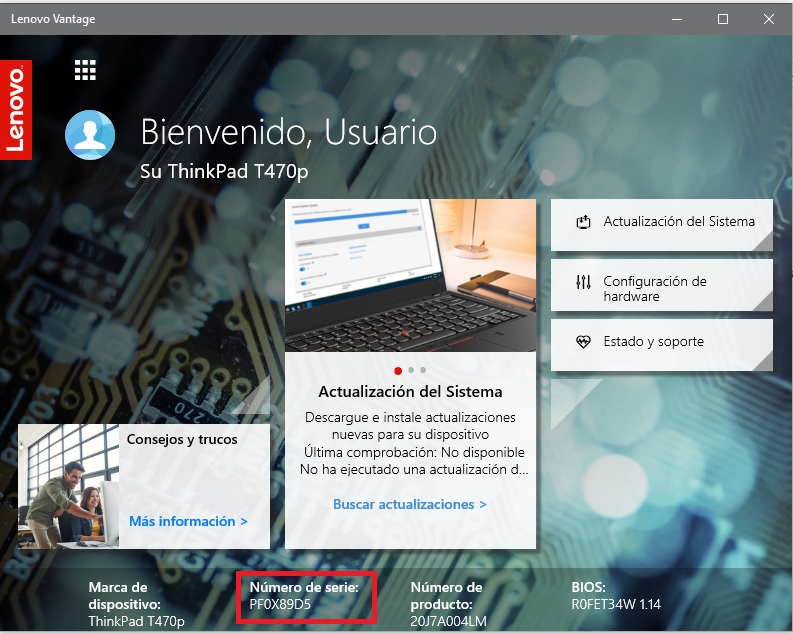 Lenovo Vantage
Lenovo
Bienvenido, Usuario
Su ThinkPad T470p
Actualización del Sistema
Configuración de
hardware
Estado y soporte
Actualización del Sistema
Descargue e instale actualizaciones
nuevas para su dispositivo
Última comprobación: No disponible
No ha ejecutado una actualización d...
Buscar actualizaciones >
Consejos y trucos
Más información >
Marca de
dispositivo:
ThinkPad T470p
Número de serie:
PF0X89D5
Número de
producto:
20J7A004LM
BIOS:
R0FET34W 1.14